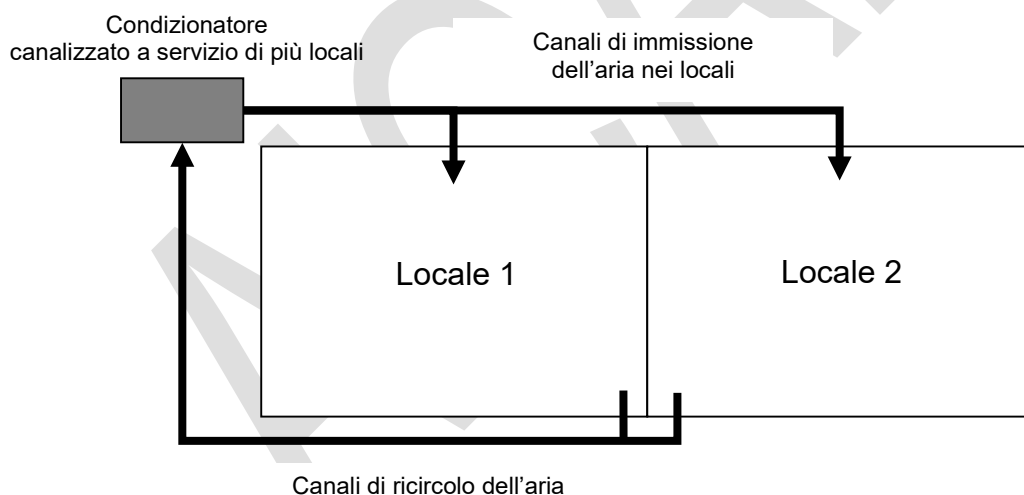 Condizionatore
canalizzato a servizio di più locali
Canali di immissione
dell'aria nei locali
Locale 1
Locale 2
Canali di ricircolo dell'aria